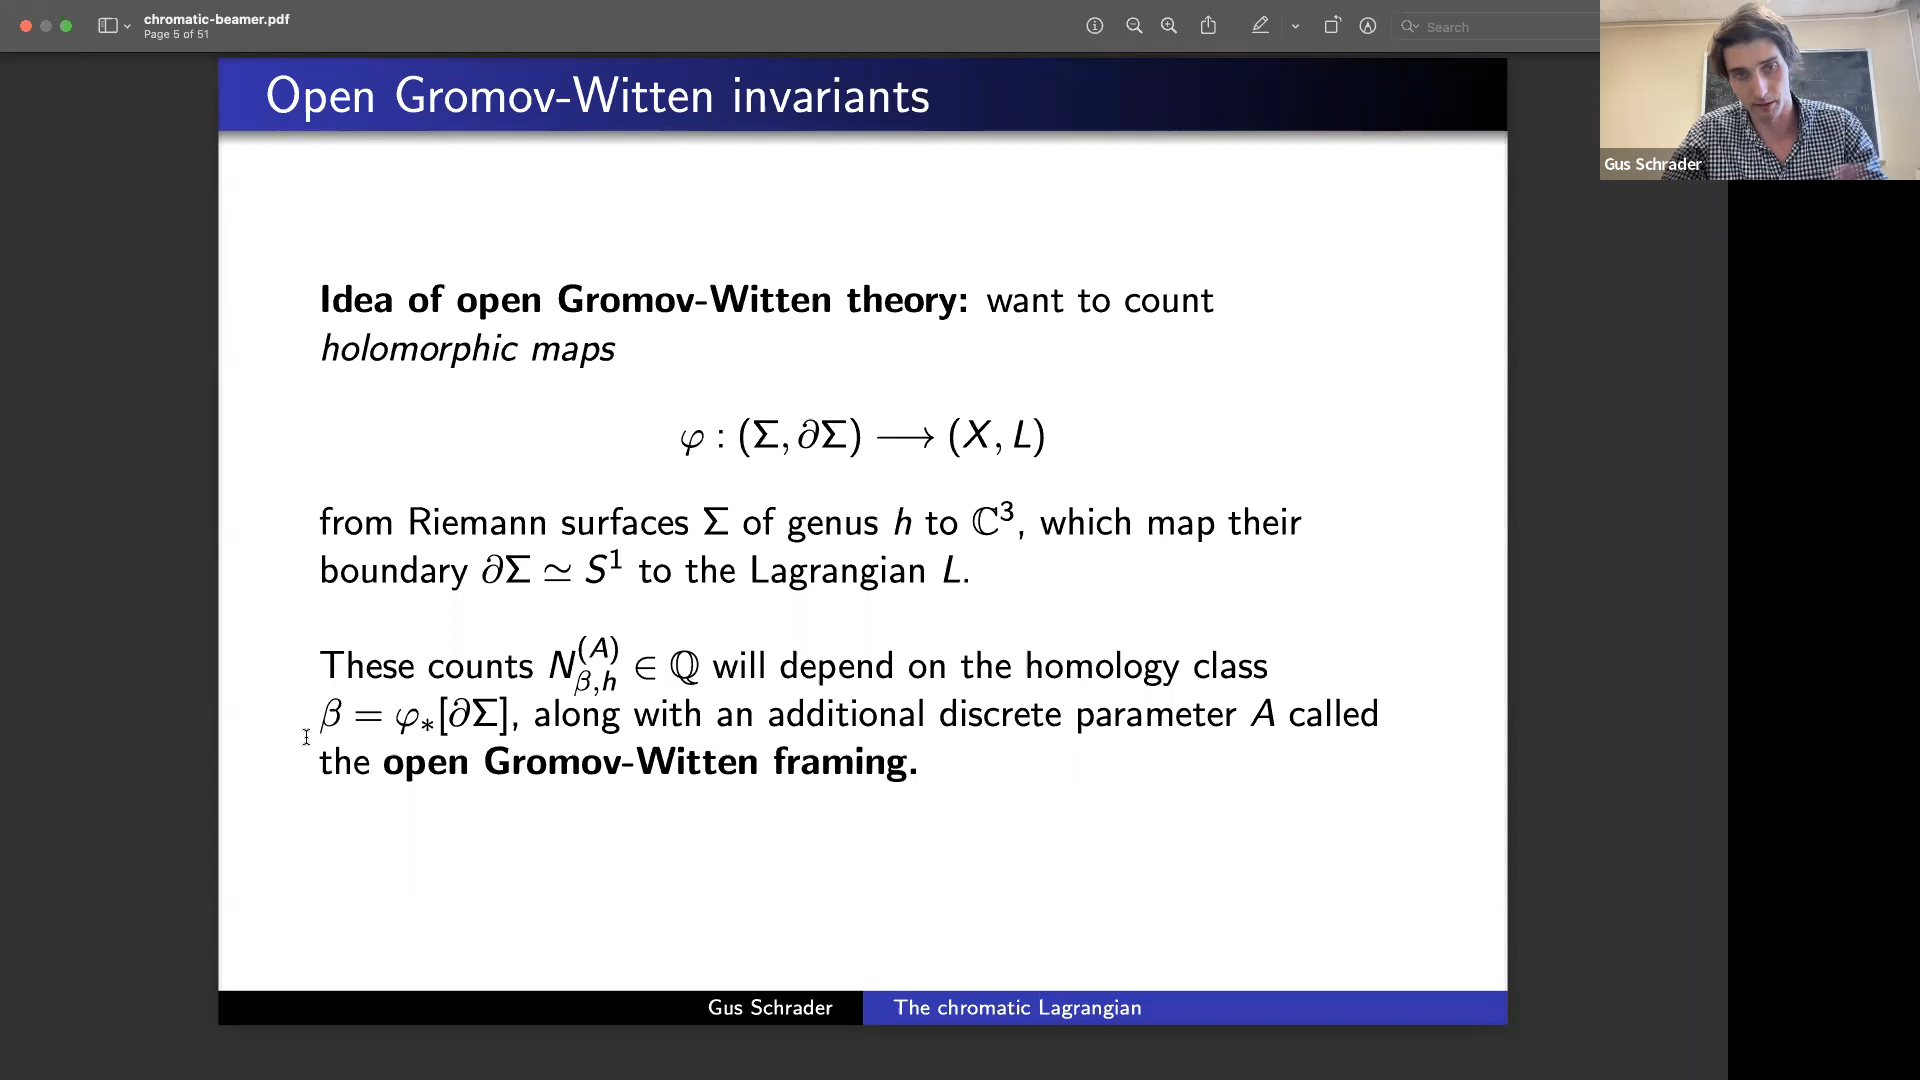 chromatic-beamer.pdf
Page 5 of 51
Search
Gus Schrader
Open Gromov-Witten invariants
Idea of open Gromov-Witten theory: want to count
holomorphic maps
φ : (Σ, ∂Σ) ⟶ (X, L)
from Riemann surfaces Σ of genus h to ℂ³, which map their
boundary ∂Σ ≃ S¹ to the Lagrangian L.
These counts N_{β,h}^{(A)} ∈ ℚ will depend on the homology class
β = φ_*[∂Σ], along with an additional discrete parameter A called
the open Gromov-Witten framing.
Gus Schrader
The chromatic Lagrangian